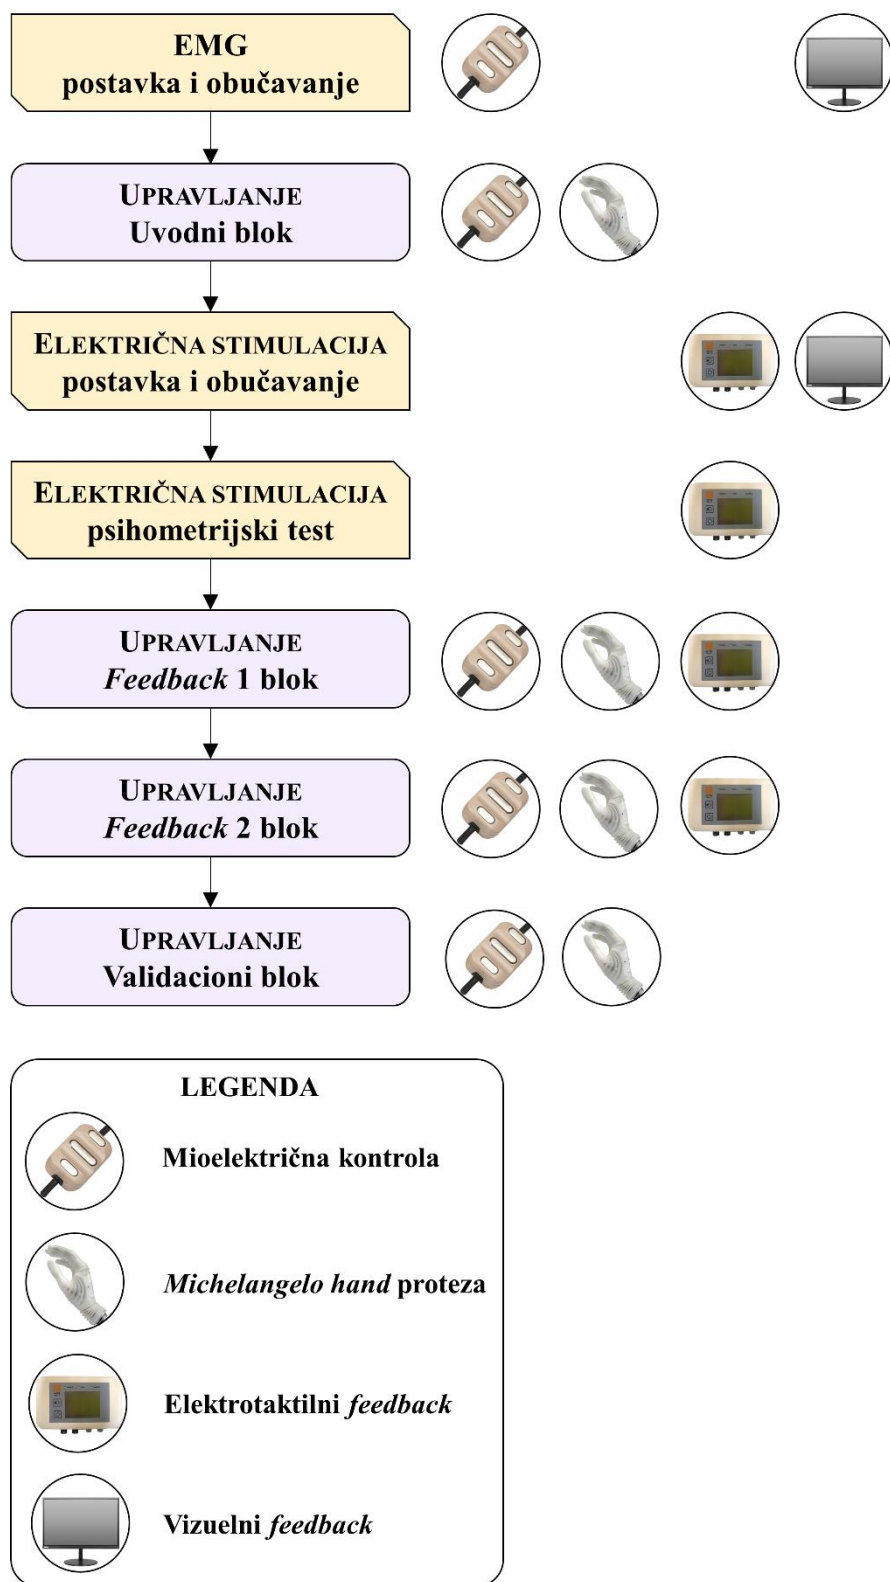 EMG
postavka i obučavanje
UPRAVLJANJE
Uvodni blok
ELEKTRIČNA STIMULACIJA
postavka i obučavanje
ELEKTRIČNA STIMULACIJA
psihometrijski test
UPRAVLJANJE
Feedback 1 blok
UPRAVLJANJE
Feedback 2 blok
UPRAVLJANJE
Validacioni blok
LEGENDA
Mioelektrična kontrola
Michelangelo hand proteza
Elektrotaktilni feedback
Vizuelni feedback